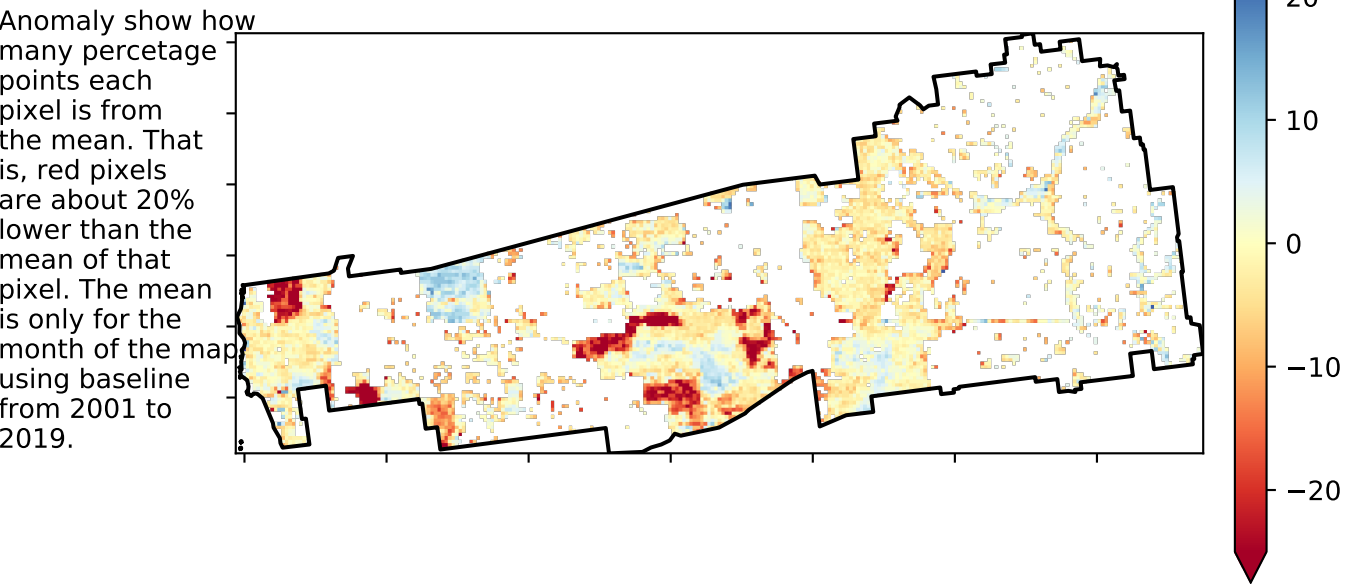 Anomaly show how
many percetage
points each
pixel is from
the mean. That
is, red pixels
are about 20%
lower than the
mean of that
pixel. The mean
is only for the
month of the map
using baseline
from 2001 to
2019.
20
10
0
−10
−20